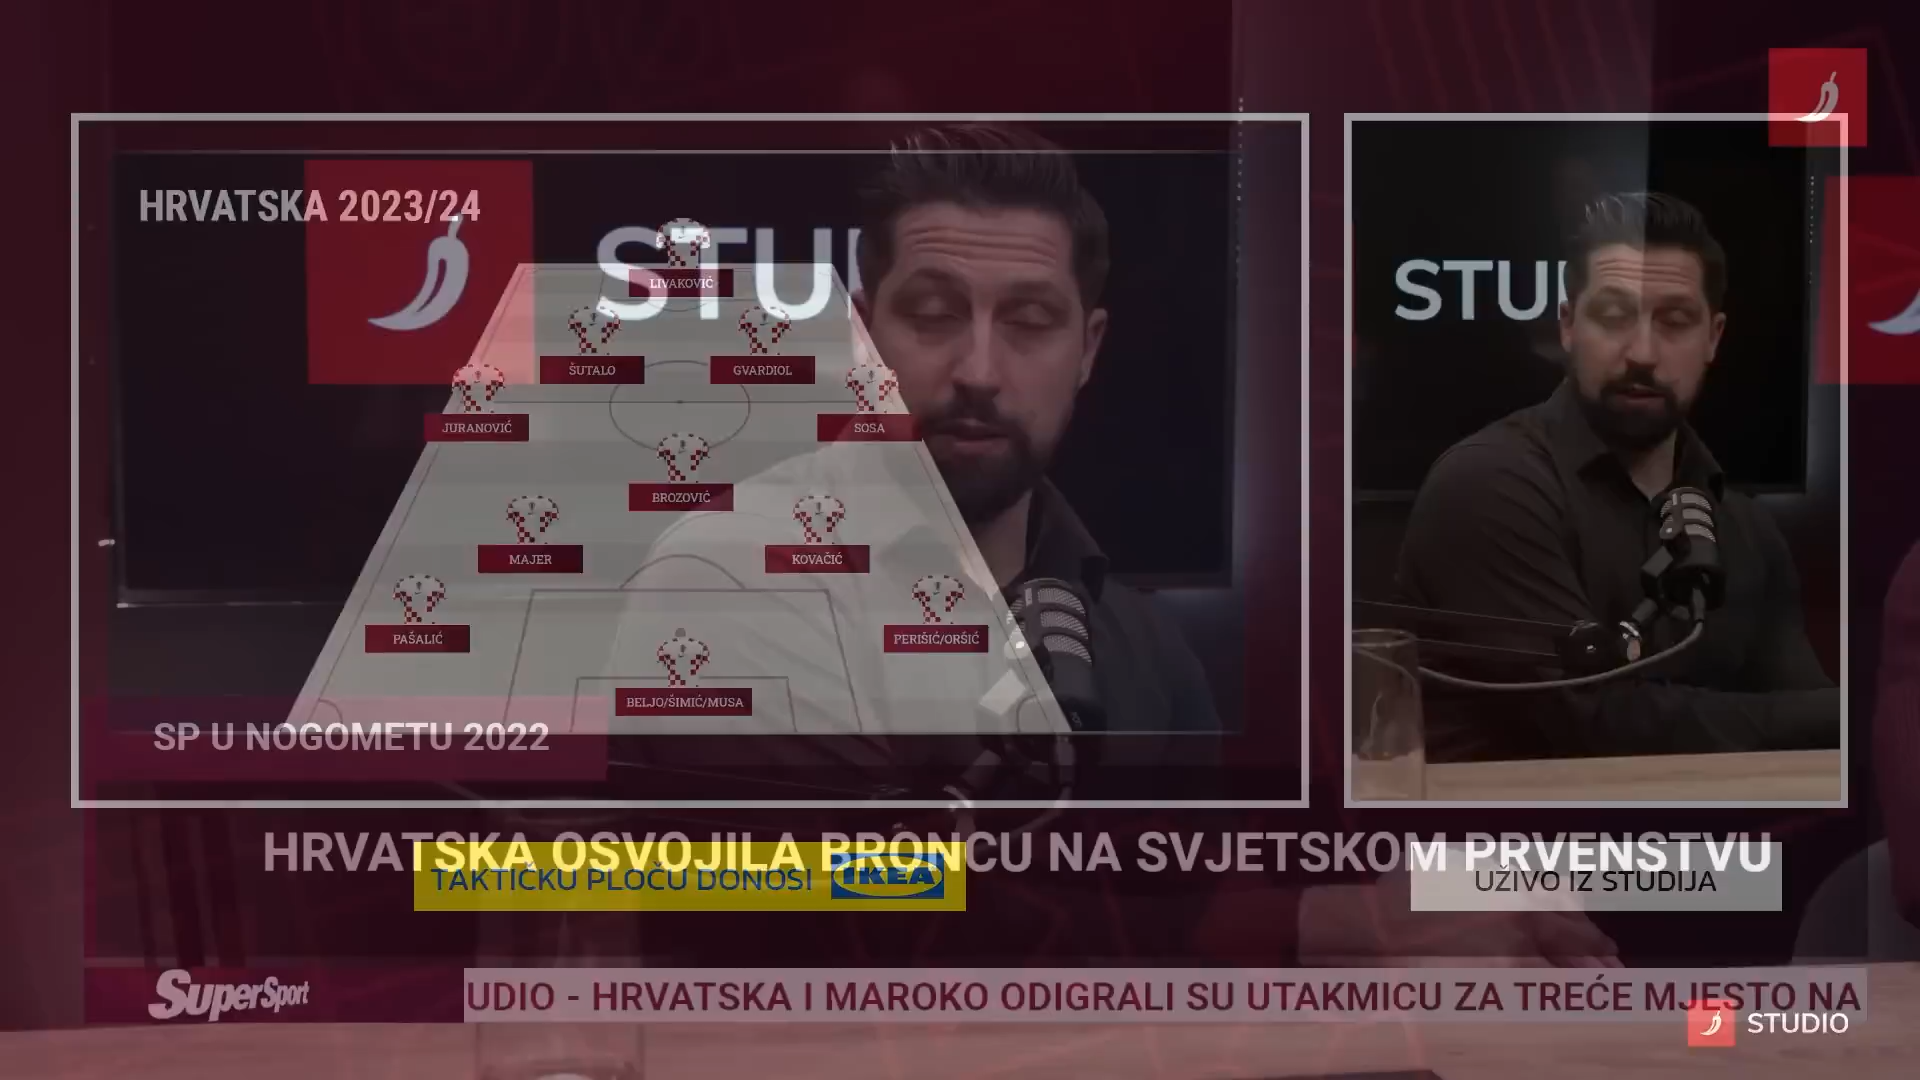 HRVATSKA 2023/24
STU
STU
LIVAKOVIĆ
ŠUTALO
GVARDIOL
JURANOVIĆ
SOSA
BROZOVIĆ
MAJER
KOVAČIĆ
PAŠALIĆ
PERIŠIĆ/ORŠIĆ
BELJO/ŠIMIĆ/MUSA
SP U NOGOMETU 2022
HRVATSKA OSVOJILA BRONCU NA SVJETSKOM PRVENSTVU
TAKTIČKU PLOČU DONOSI IKEA
UŽIVO IZ STUDIJA
SuperSport
UDIO - HRVATSKA I MAROKO ODIGRALI SU UTAKMICU ZA TREĆE MJESTO NA
STUDIO